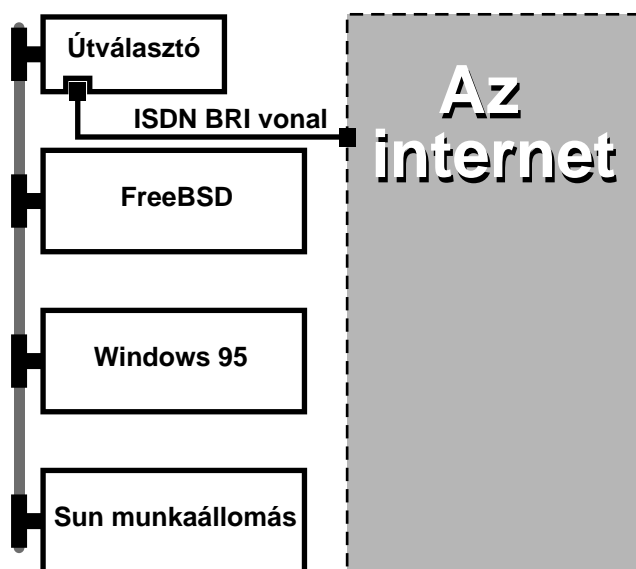 Útválasztó
Az
internet
ISDN BRI vonal
FreeBSD
Windows 95
Sun munkaállomás